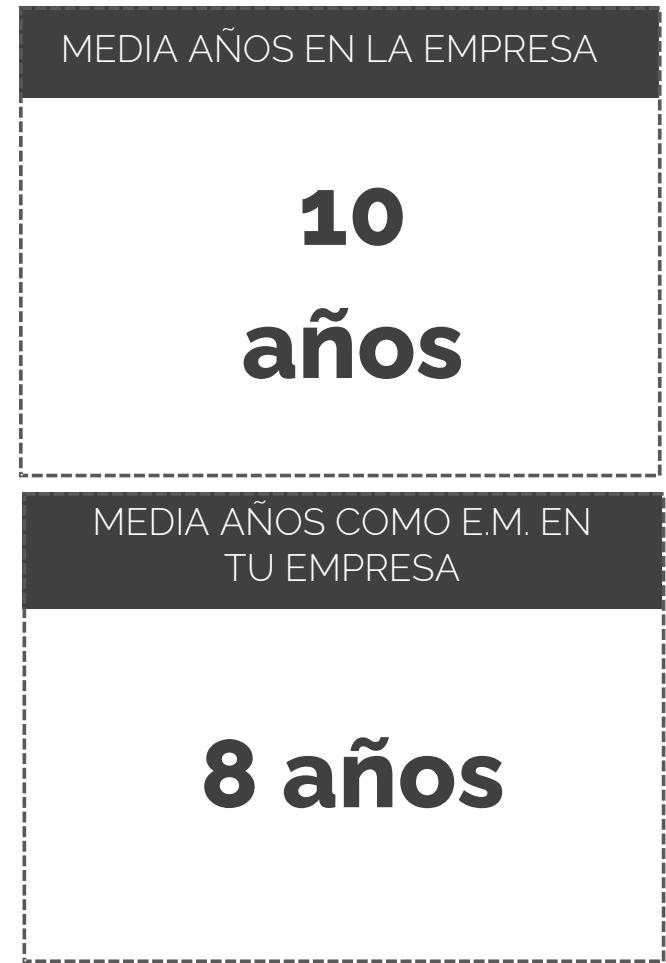 MEDIA AÑOS EN LA EMPRESA
10
años
MEDIA AÑOS COMO E.M. EN
TU EMPRESA
8 años